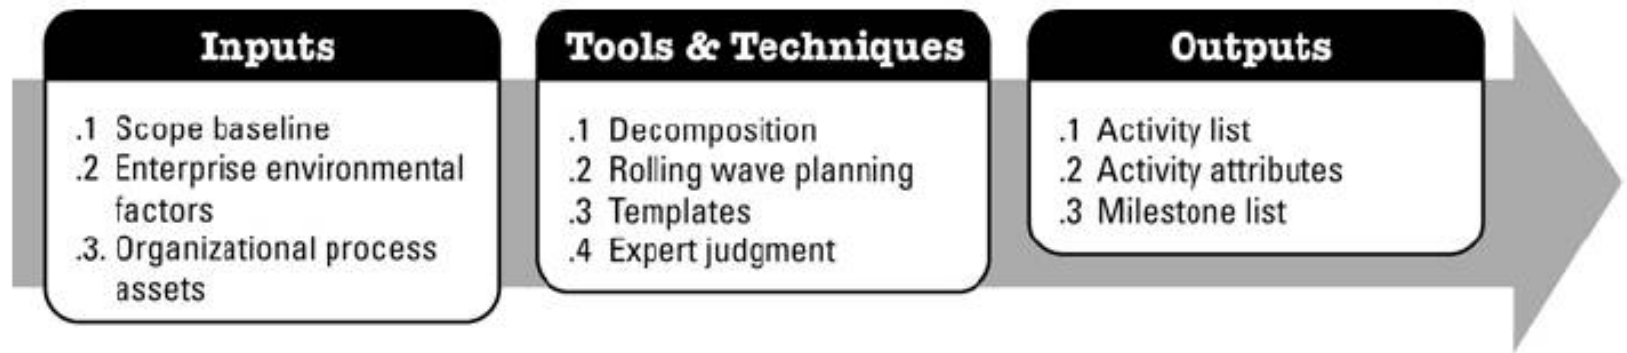 Inputs
.1 Scope baseline
.2 Enterprise environmental
factors
.3. Organizational process
assets
Tools & Techniques
.1 Decomposition
.2 Rolling wave planning
.3 Templates
.4 Expert judgment
Outputs
.1 Activity list
.2 Activity attributes
.3 Milestone list